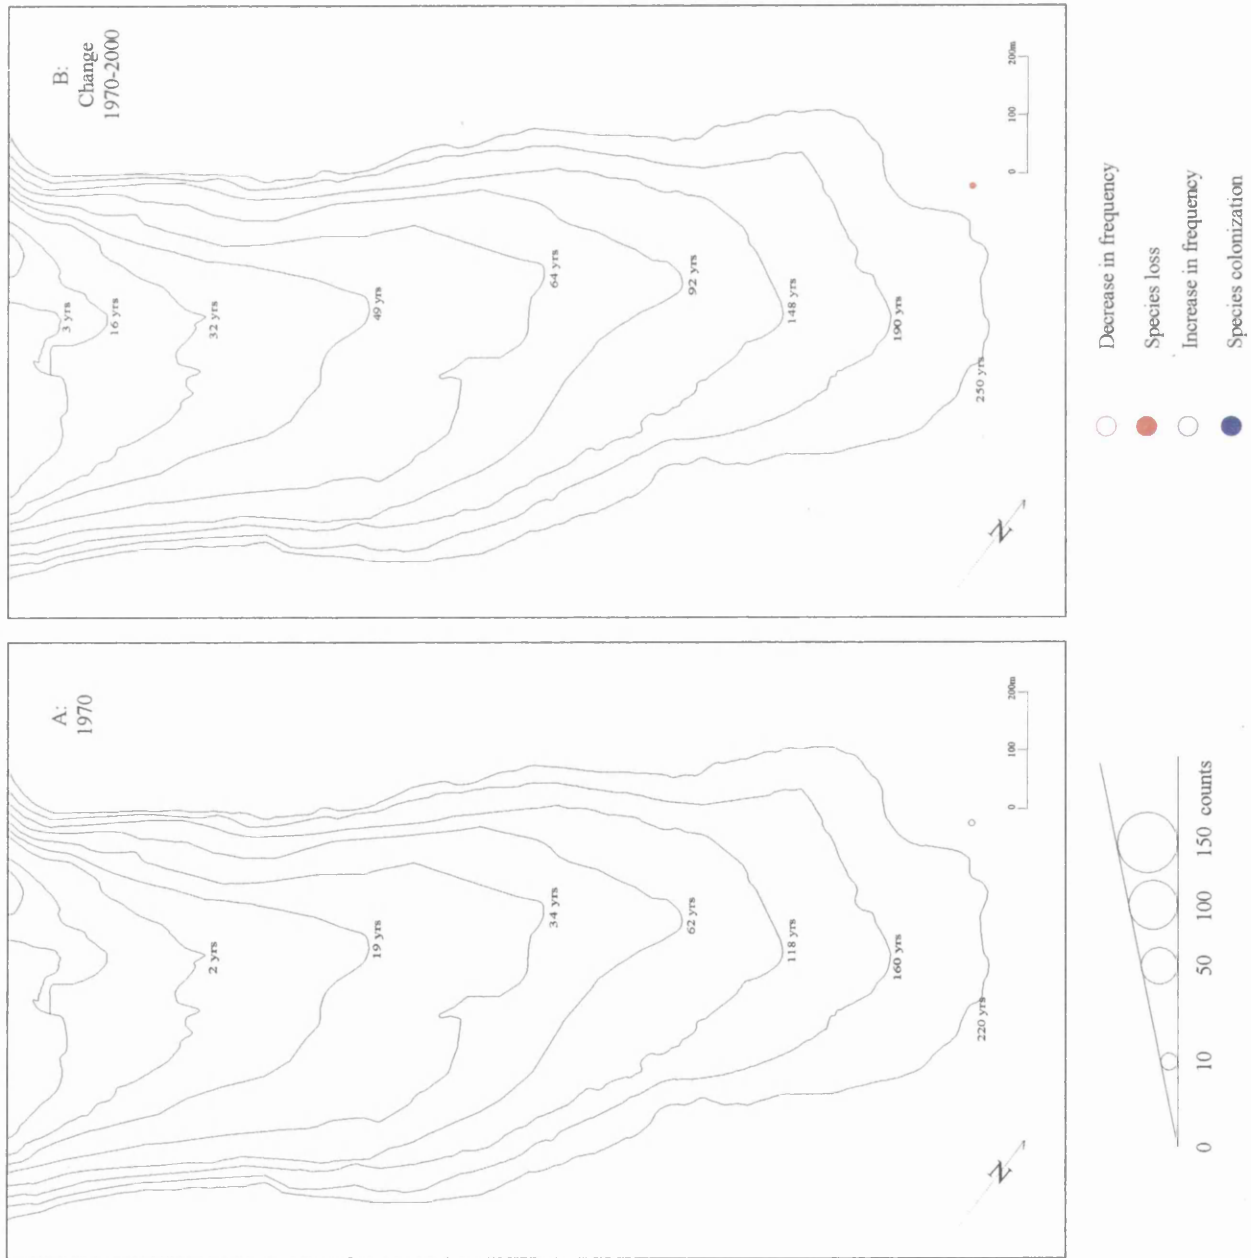 A:
1970
2 yrs
19 yrs
34 yrs
62 yrs
118 yrs
160 yrs
220 yrs
N
0 100 200m
B:
Change
1970-2000
3 yrs
16 yrs
32 yrs
49 yrs
64 yrs
92 yrs
148 yrs
190 yrs
250 yrs
N
0 100 200m
0 10 50 100 150 counts
Decrease in frequency
Species loss
Increase in frequency
Species colonization